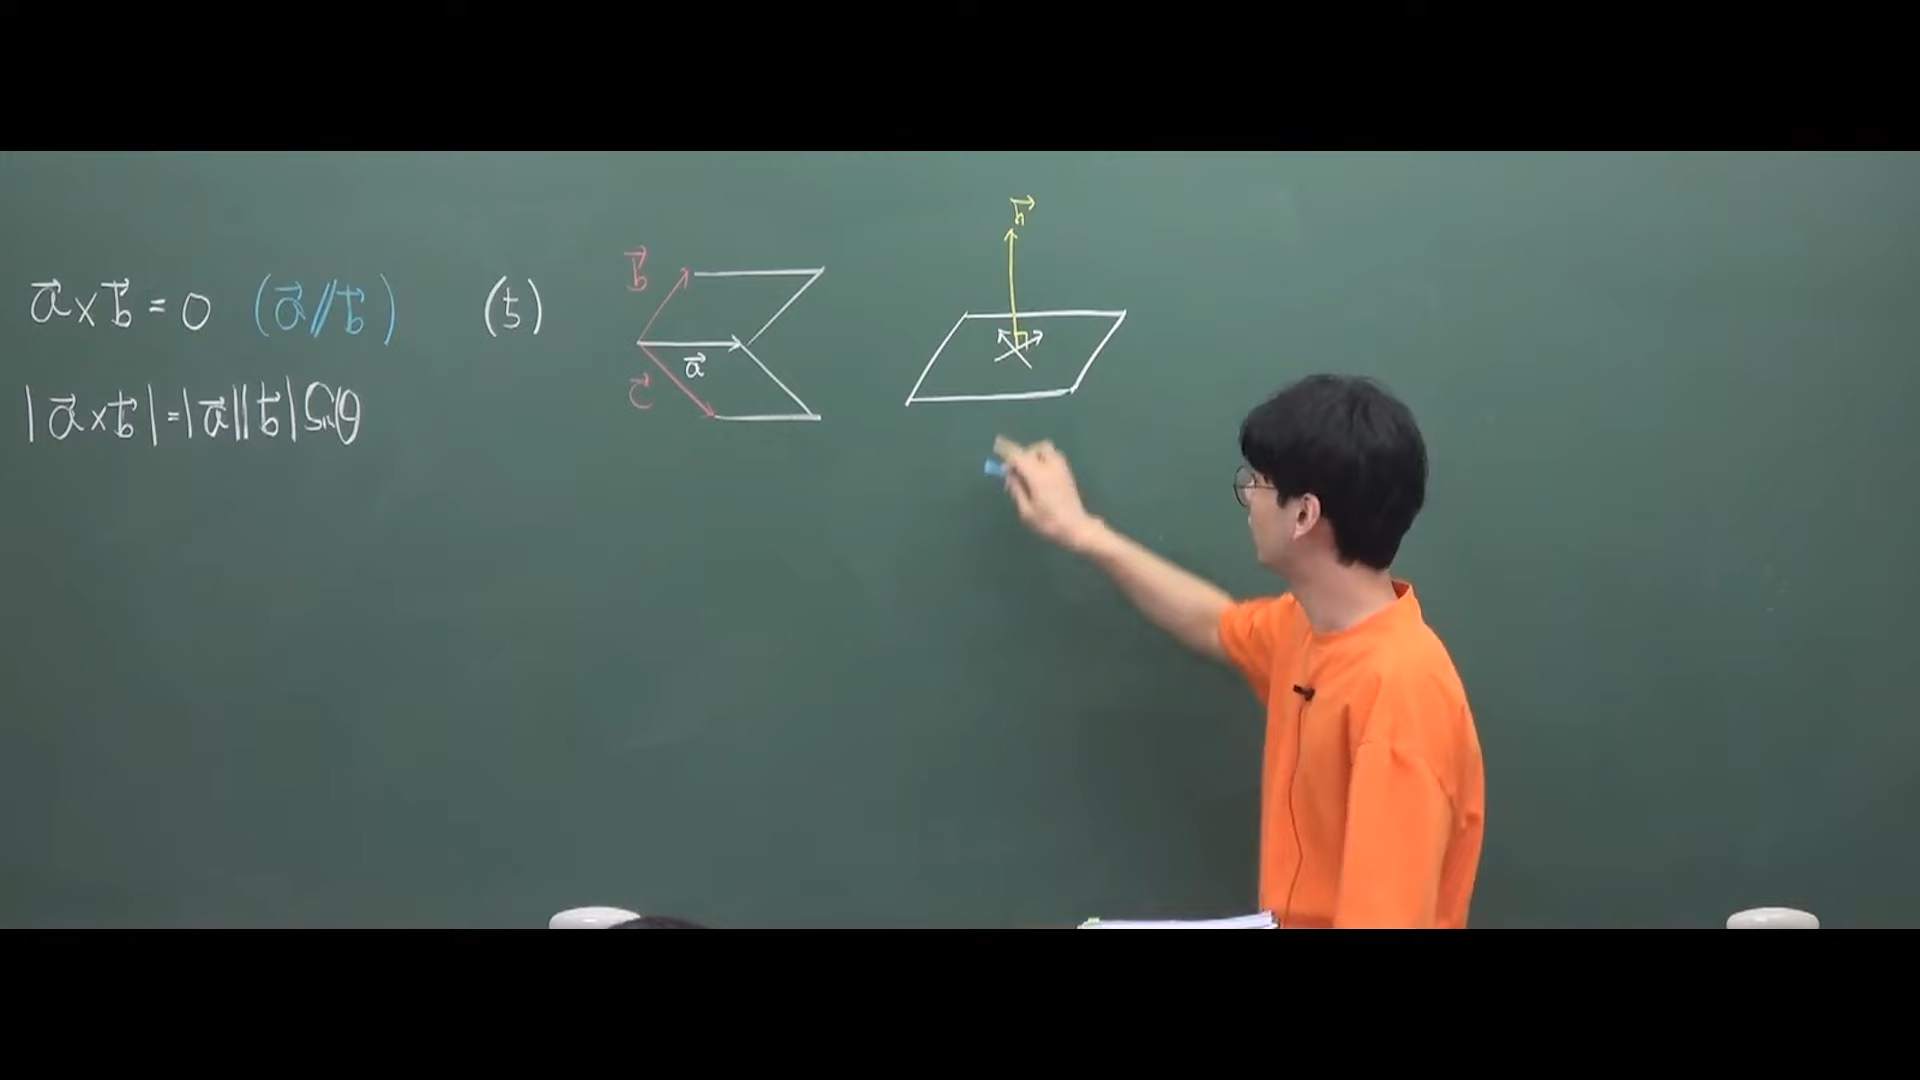 a⃗ × b⃗ = 0 (a⃗ // b⃗)
|a⃗ × b⃗| = |a⃗||b⃗| sinθ
(5)
b⃗
a⃗
c⃗
n⃗